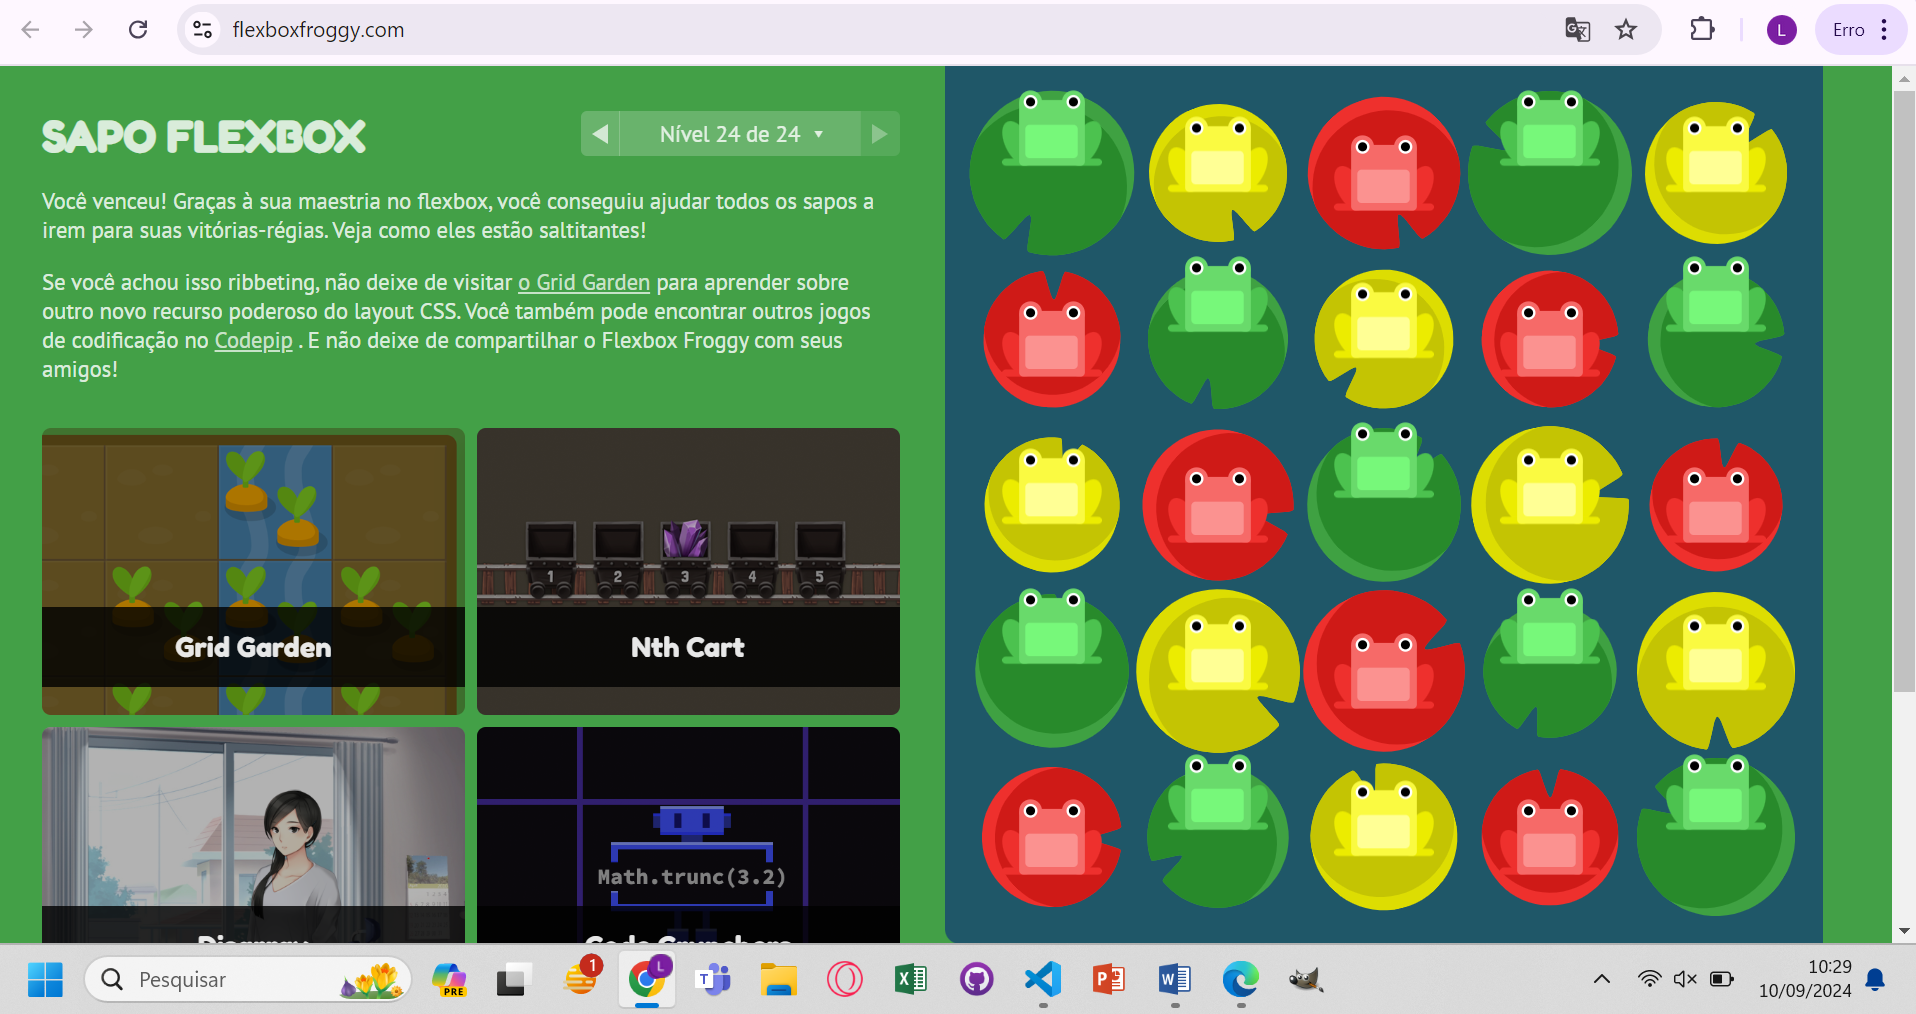 flexboxfroggy.com
L
Erro
SAPO FLEXBOX
Nível 24 de 24
Você venceu! Graças à sua maestria no flexbox, você conseguiu ajudar todos os sapos a
irem para suas vitórias-régias. Veja como eles estão saltitantes!
Se você achou isso ribbeting, não deixe de visitar o Grid Garden para aprender sobre
outro novo recurso poderoso do layout CSS. Você também pode encontrar outros jogos
de codificação no Codepip . E não deixe de compartilhar o Flexbox Froggy com seus
amigos!
1 2 3 4 5
Grid Garden
Nth Cart
Math.trunc(3.2)
Disarray
Code Crunchers
Pesquisar
PRE
1
L
T
X
P
W
10:29
10/09/2024